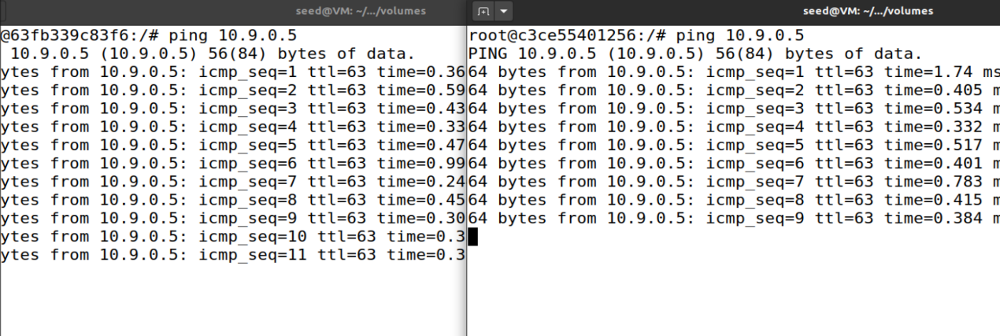 seed@VM: ~/.../volumes
@63fb339c83f6:/# ping 10.9.0.5
10.9.0.5 (10.9.0.5) 56(84) bytes of data.
ytes from 10.9.0.5: icmp_seq=1 ttl=63 time=0.36
ytes from 10.9.0.5: icmp_seq=2 ttl=63 time=0.59
ytes from 10.9.0.5: icmp_seq=3 ttl=63 time=0.43
ytes from 10.9.0.5: icmp_seq=4 ttl=63 time=0.33
ytes from 10.9.0.5: icmp_seq=5 ttl=63 time=0.47
ytes from 10.9.0.5: icmp_seq=6 ttl=63 time=0.99
ytes from 10.9.0.5: icmp_seq=7 ttl=63 time=0.24
ytes from 10.9.0.5: icmp_seq=8 ttl=63 time=0.45
ytes from 10.9.0.5: icmp_seq=9 ttl=63 time=0.30
ytes from 10.9.0.5: icmp_seq=10 ttl=63 time=0.3
ytes from 10.9.0.5: icmp_seq=11 ttl=63 time=0.3
seed@VM: ~/.../volumes
root@c3ce55401256:/# ping 10.9.0.5
PING 10.9.0.5 (10.9.0.5) 56(84) bytes of data.
64 bytes from 10.9.0.5: icmp_seq=1 ttl=63 time=1.74 ms
64 bytes from 10.9.0.5: icmp_seq=2 ttl=63 time=0.405 m
64 bytes from 10.9.0.5: icmp_seq=3 ttl=63 time=0.534 m
64 bytes from 10.9.0.5: icmp_seq=4 ttl=63 time=0.332 m
64 bytes from 10.9.0.5: icmp_seq=5 ttl=63 time=0.517 m
64 bytes from 10.9.0.5: icmp_seq=6 ttl=63 time=0.401 m
64 bytes from 10.9.0.5: icmp_seq=7 ttl=63 time=0.783 m
64 bytes from 10.9.0.5: icmp_seq=8 ttl=63 time=0.415 m
64 bytes from 10.9.0.5: icmp_seq=9 ttl=63 time=0.384 m